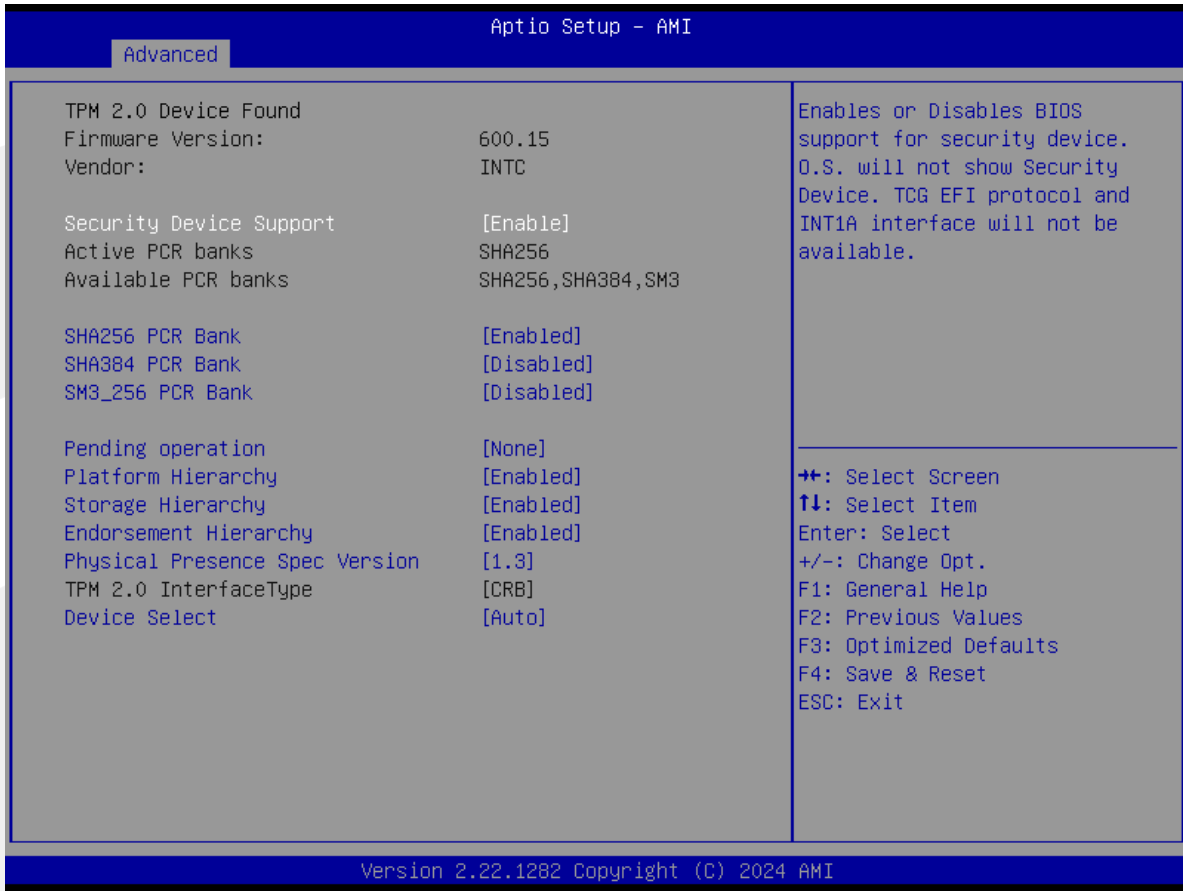 Aptio Setup – AMI
Advanced
TPM 2.0 Device Found
Firmware Version: 600.15
Vendor: INTC
Security Device Support [Enable]
Active PCR banks SHA256
Available PCR banks SHA256,SHA384,SM3
SHA256 PCR Bank [Enabled]
SHA384 PCR Bank [Disabled]
SM3_256 PCR Bank [Disabled]
Pending operation [None]
Platform Hierarchy [Enabled]
Storage Hierarchy [Enabled]
Endorsement Hierarchy [Enabled]
Physical Presence Spec Version [1.3]
TPM 2.0 InterfaceType [CRB]
Device Select [Auto]
Enables or Disables BIOS
support for security device.
O.S. will not show Security
Device. TCG EFI protocol and
INT1A interface will not be
available.
→←: Select Screen
↑↓: Select Item
Enter: Select
+/-: Change Opt.
F1: General Help
F2: Previous Values
F3: Optimized Defaults
F4: Save & Reset
ESC: Exit
Version 2.22.1282 Copyright (C) 2024 AMI